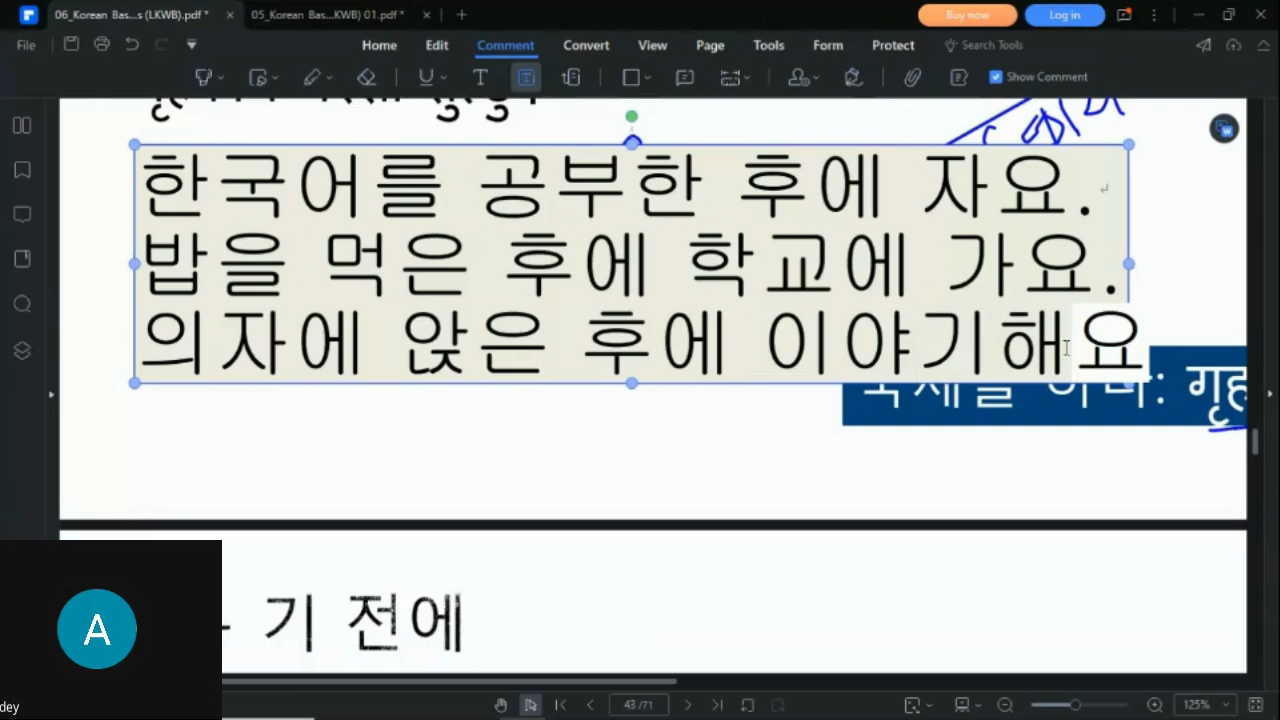 06_Korean Bas...s (LKWB).pdf *
05_Korean Bas...KWB) 01.pdf *
Buy now
Log in
File
Home
Edit
Comment
Convert
View
Page
Tools
Form
Protect
Search Tools
Show Comment
한국어를 공부한 후에 자요.
밥을 먹은 후에 학교에 가요.
의자에 앉은 후에 이야기해요
기 전에
A
dey
43 /71
125%